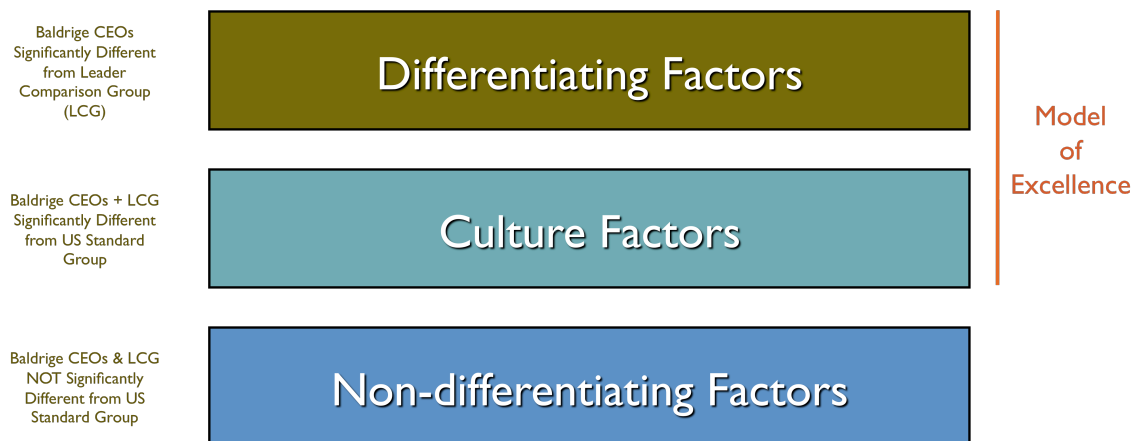 Baldrige CEOs
Significantly Different
from Leader
Comparison Group
(LCG)
Differentiating Factors
Model
of
Excellence
Baldrige CEOs + LCG
Significantly Different
from US Standard
Group
Culture Factors
Baldrige CEOs & LCG
NOT Significantly
Different from US
Standard Group
Non-differentiating Factors